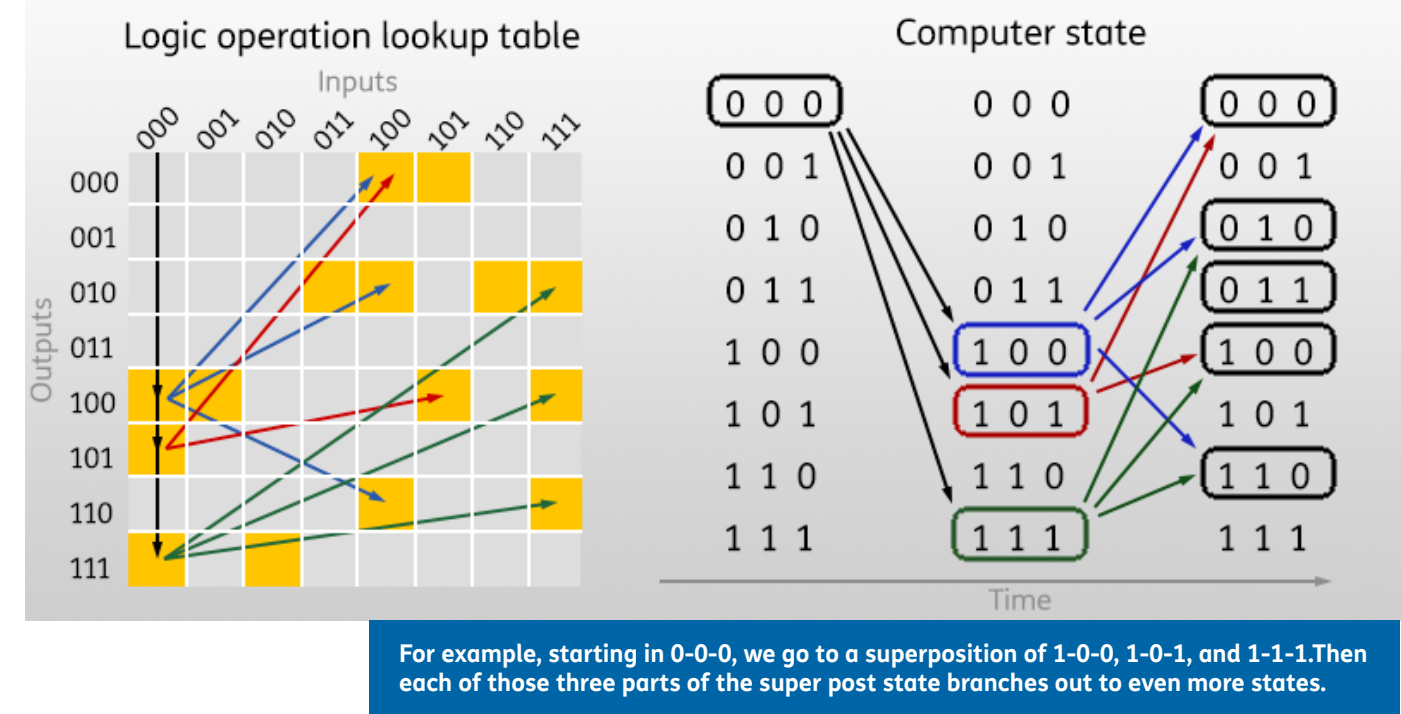 Logic operation lookup table
Inputs
000 001 010 011 100 101 110 111
Outputs
000
001
010
011
100
101
110
111
Computer state
0 0 0 0 0 0 0 0 0
0 0 1 0 0 1 0 0 1
0 1 0 0 1 0 0 1 0
0 1 1 0 1 1 0 1 1
1 0 0 1 0 0 1 0 0
1 0 1 1 0 1 1 0 1
1 1 0 1 1 0 1 1 0
1 1 1 1 1 1 1 1 1
Time
For example, starting in 0-0-0, we go to a superposition of 1-0-0, 1-0-1, and 1-1-1.Then
each of those three parts of the super post state branches out to even more states.